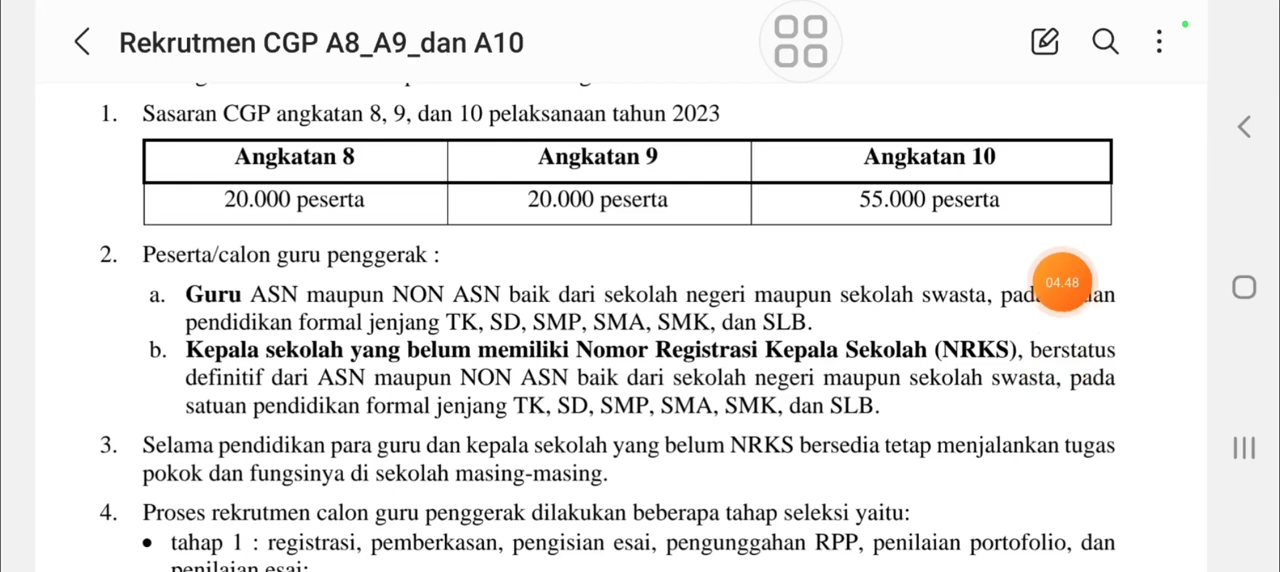 Rekrutmen CGP A8_A9_dan A10
1. Sasaran CGP angkatan 8, 9, dan 10 pelaksanaan tahun 2023
Angkatan 8 Angkatan 9 Angkatan 10
20.000 peserta 20.000 peserta 55.000 peserta
2. Peserta/calon guru penggerak :
a. Guru ASN maupun NON ASN baik dari sekolah negeri maupun sekolah swasta,
04.48
pendidikan formal jenjang TK, SD, SMP, SMA, SMK, dan SLB.
b. Kepala sekolah yang belum memiliki Nomor Registrasi Kepala Sekolah (NRKS), berstatus
definitif dari ASN maupun NON ASN baik dari sekolah negeri maupun sekolah swasta, pada
satuan pendidikan formal jenjang TK, SD, SMP, SMA, SMK, dan SLB.
3. Selama pendidikan para guru dan kepala sekolah yang belum NRKS bersedia tetap menjalankan tugas
pokok dan fungsinya di sekolah masing-masing.
4. Proses rekrutmen calon guru penggerak dilakukan beberapa tahap seleksi yaitu:
• tahap 1 : registrasi, pemberkasan, pengisian esai, pengunggahan RPP, penilaian portofolio, dan
penilaian esai;